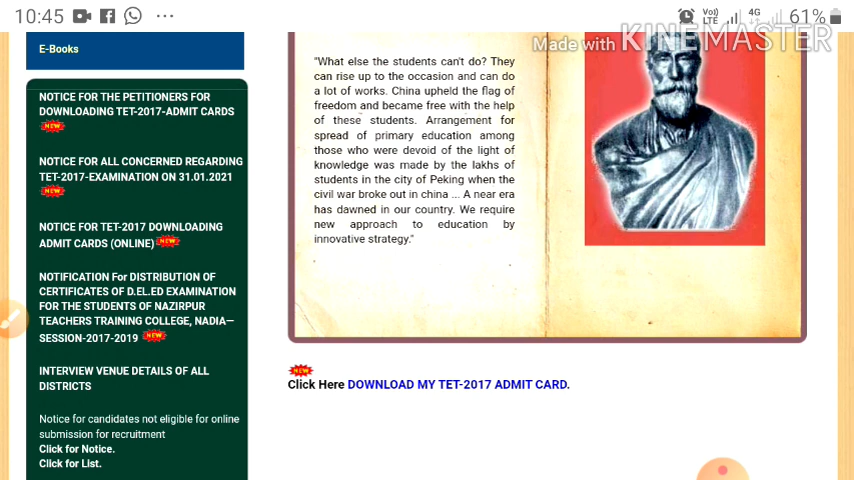 10:45
Vo)) LTE
4G
61%
Made with KINEMASTER
E-Books
NOTICE FOR THE PETITIONERS FOR
DOWNLOADING TET-2017-ADMIT CARDS
NEW
NOTICE FOR ALL CONCERNED REGARDING
TET-2017-EXAMINATION ON 31.01.2021
NEW
NOTICE FOR TET-2017 DOWNLOADING
ADMIT CARDS (ONLINE) NEW
NOTIFICATION For DISTRIBUTION OF
CERTIFICATES OF D.EL.ED EXAMINATION
FOR THE STUDENTS OF NAZIRPUR
TEACHERS TRAINING COLLEGE, NADIA—
SESSION-2017-2019 NEW
INTERVIEW VENUE DETAILS OF ALL
DISTRICTS
Notice for candidates not eligible for online
submission for recruitment
Click for Notice.
Click for List.
"What else the students can't do? They
can rise up to the occasion and can do
a lot of works. China upheld the flag of
freedom and became free with the help
of these students. Arrangement for
spread of primary education among
those who were devoid of the light of
knowledge was made by the lakhs of
students in the city of Peking when the
civil war broke out in china ... A near era
has dawned in our country. We require
new approach to education by
innovative strategy."
NEW
Click Here DOWNLOAD MY TET-2017 ADMIT CARD.